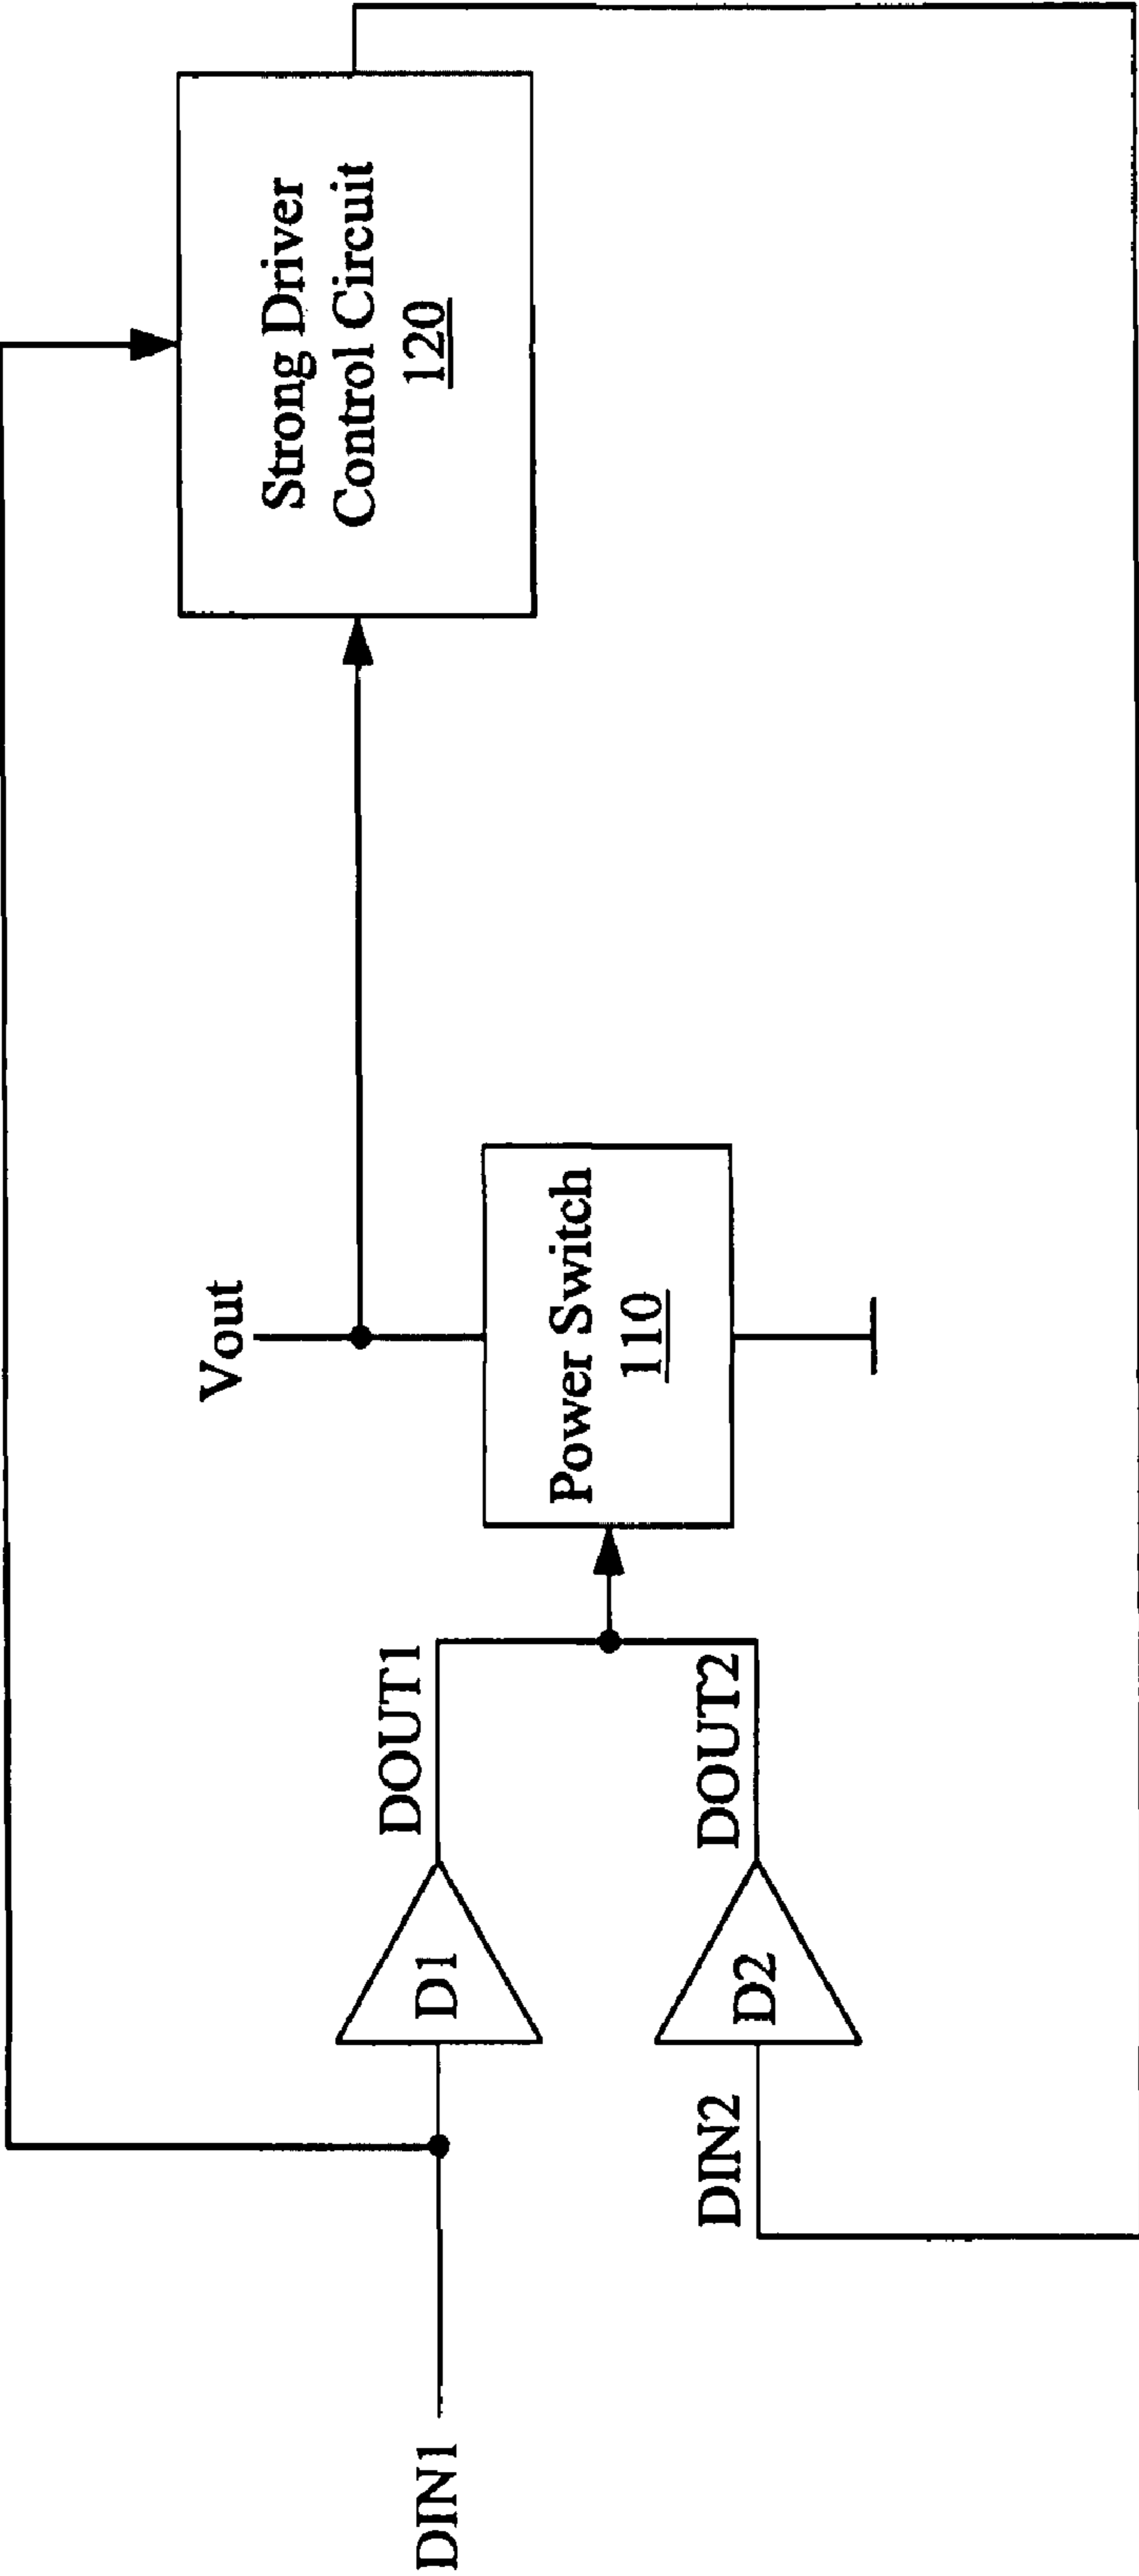 DIN1
D1
DOUT1
Vout
Strong Driver
Control Circuit
120
DIN2
D2
DOUT2
Power Switch
110